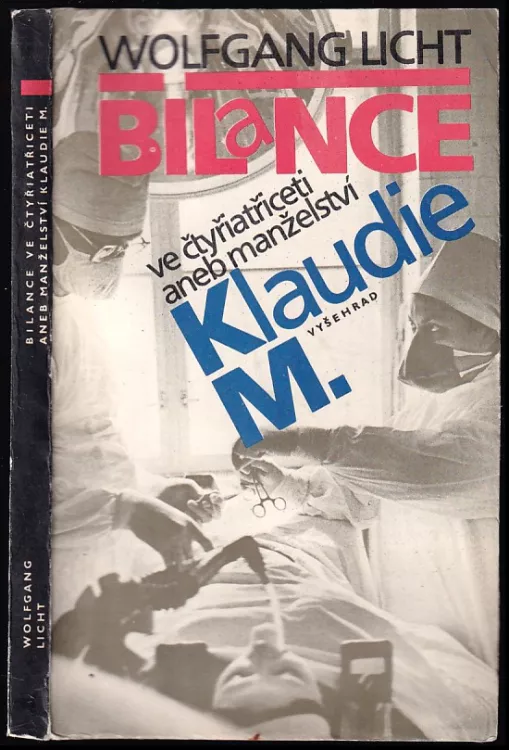 WOLFGANG LICHT
BILaNCE
ve čtyřiatřiceti
aneb manželství
Klaudie
M.
VYŠEHRAD
BILANCE VE ČTYŘIATŘICETI
ANEB MANŽELSTVÍ KLAUDIE M.
WOLFGANG
LICHT